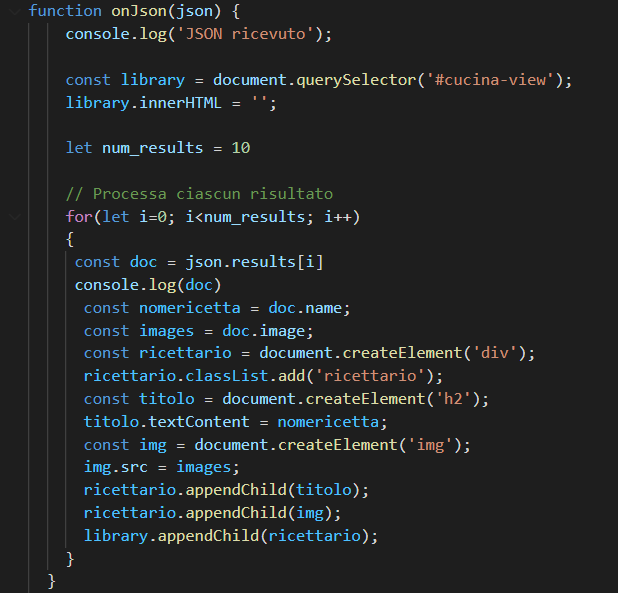 function onJson(json) {
console.log('JSON ricevuto');
const library = document.querySelector('#cucina-view');
library.innerHTML = '';
let num_results = 10
// Processa ciascun risultato
for(let i=0; i<num_results; i++)
{
const doc = json.results[i]
console.log(doc)
const nomericetta = doc.name;
const images = doc.image;
const ricettario = document.createElement('div');
ricettario.classList.add('ricettario');
const titolo = document.createElement('h2');
titolo.textContent = nomericetta;
const img = document.createElement('img');
img.src = images;
ricettario.appendChild(titolo);
ricettario.appendChild(img);
library.appendChild(ricettario);
}
}